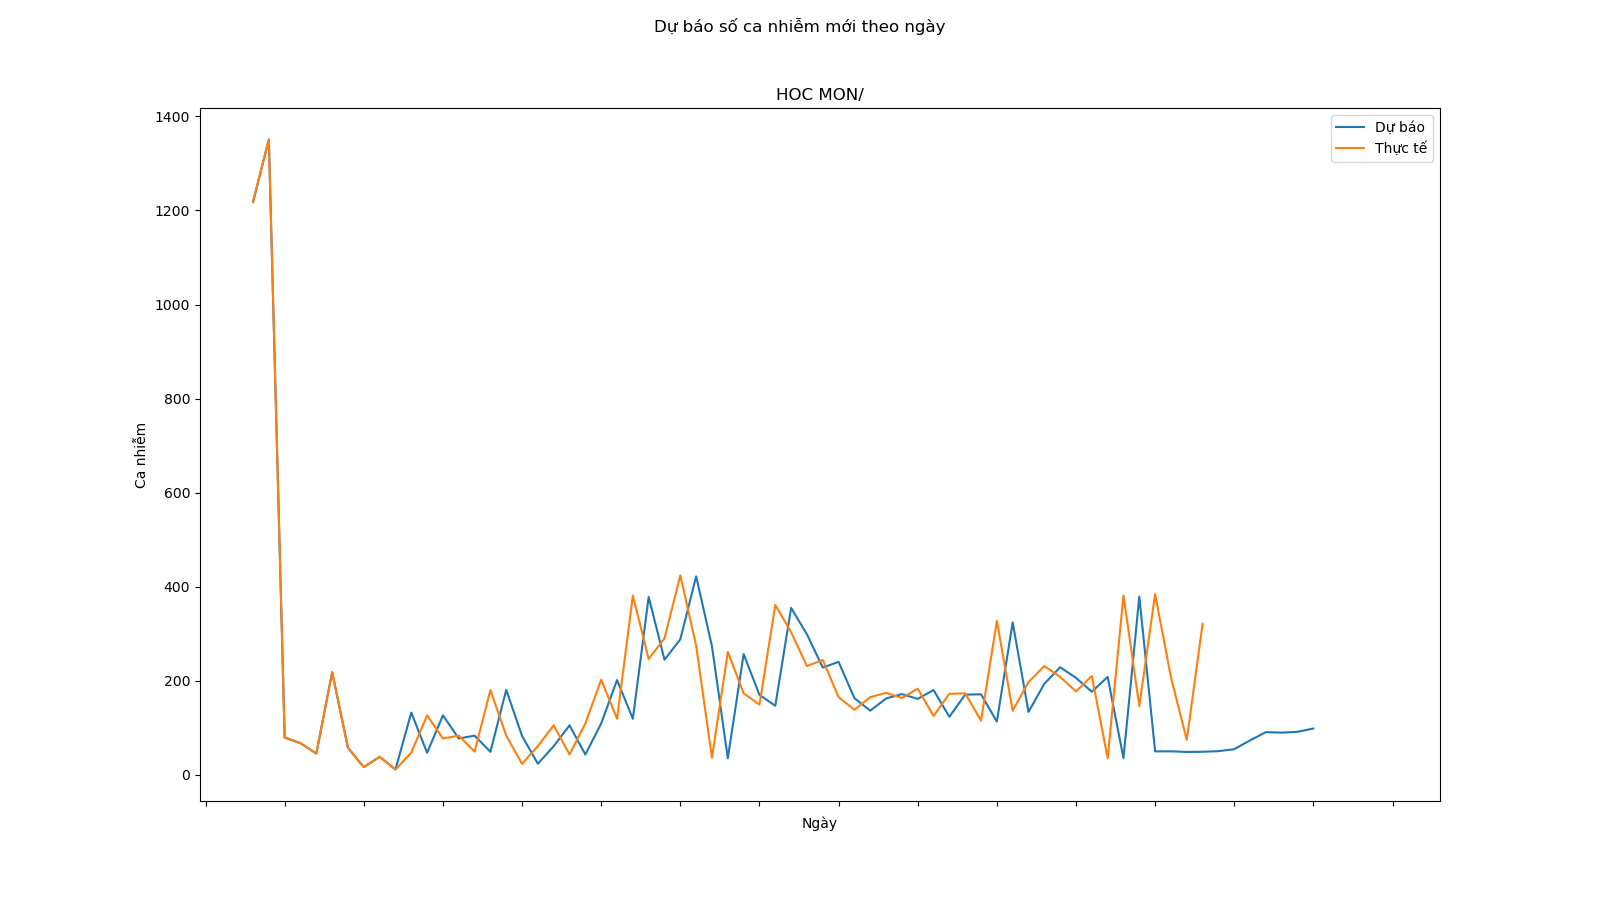 Dự báo số ca nhiễm mới theo ngày
HOC MON/
1400
1200
1000
800
600
400
200
0
Ca nhiễm
Ngày
Dự báo
Thực tế